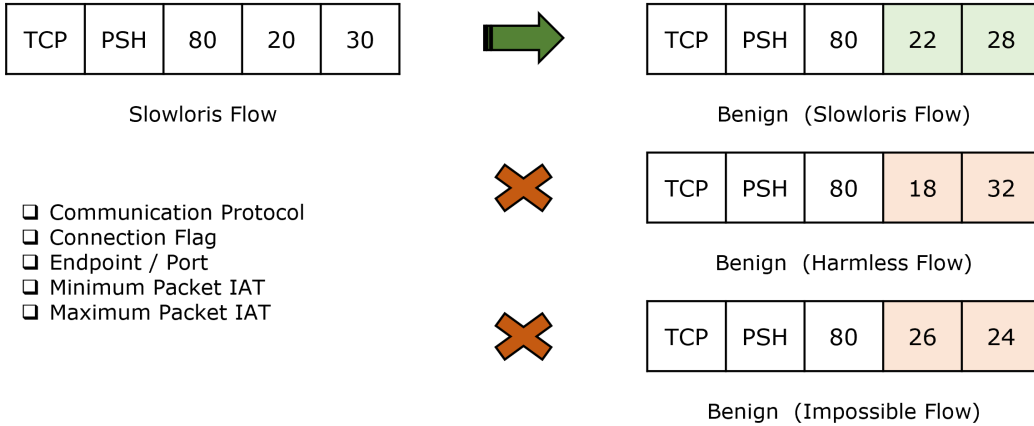 TCP PSH 80 20 30
Slowloris Flow
TCP PSH 80 22 28
Benign (Slowloris Flow)
TCP PSH 80 18 32
Benign (Harmless Flow)
❑ Communication Protocol
❑ Connection Flag
❑ Endpoint / Port
❑ Minimum Packet IAT
❑ Maximum Packet IAT
TCP PSH 80 26 24
Benign (Impossible Flow)